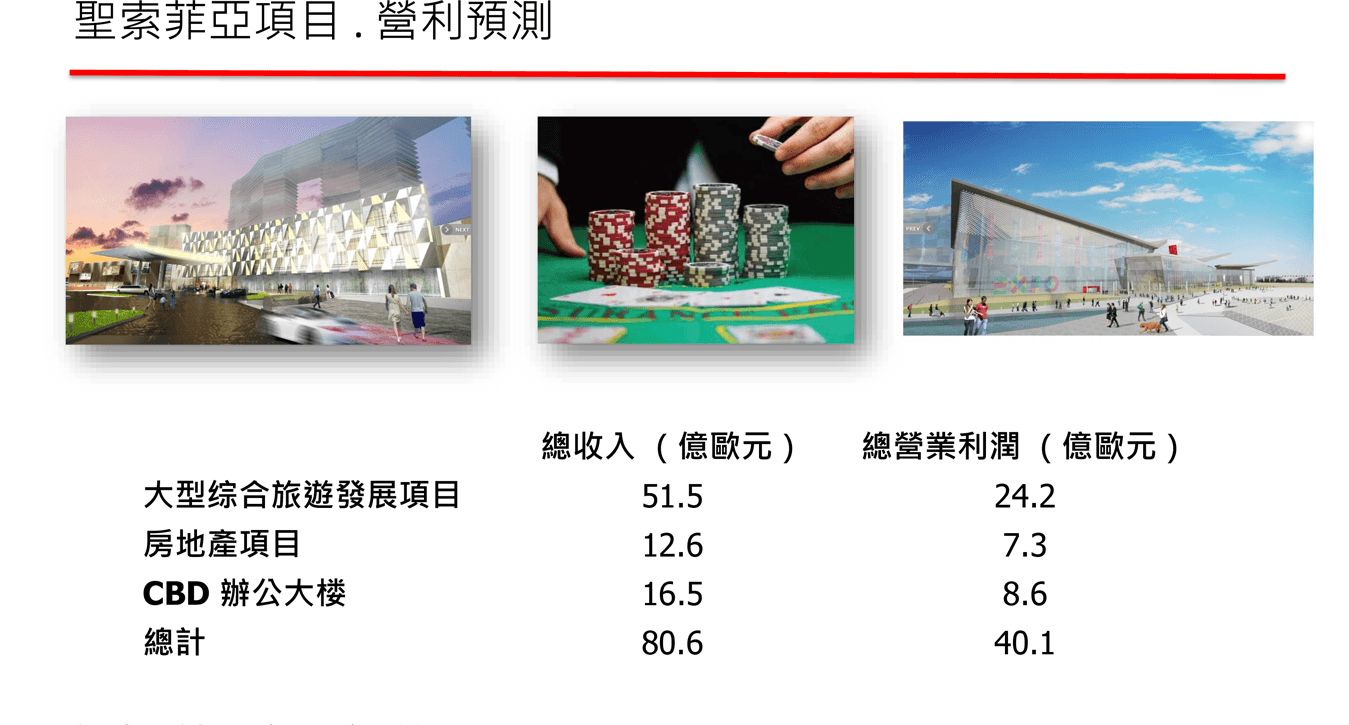 聖索菲亞項目 . 營利預測
NEXT
INSURANCE
PREV
EXPO
總收入 （ 億歐元 ）
總營業利潤 （ 億歐元 ）
大型综合旅遊發展項目 51.5 24.2
房地產項目 12.6 7.3
CBD 辦公大楼 16.5 8.6
總計 80.6 40.1